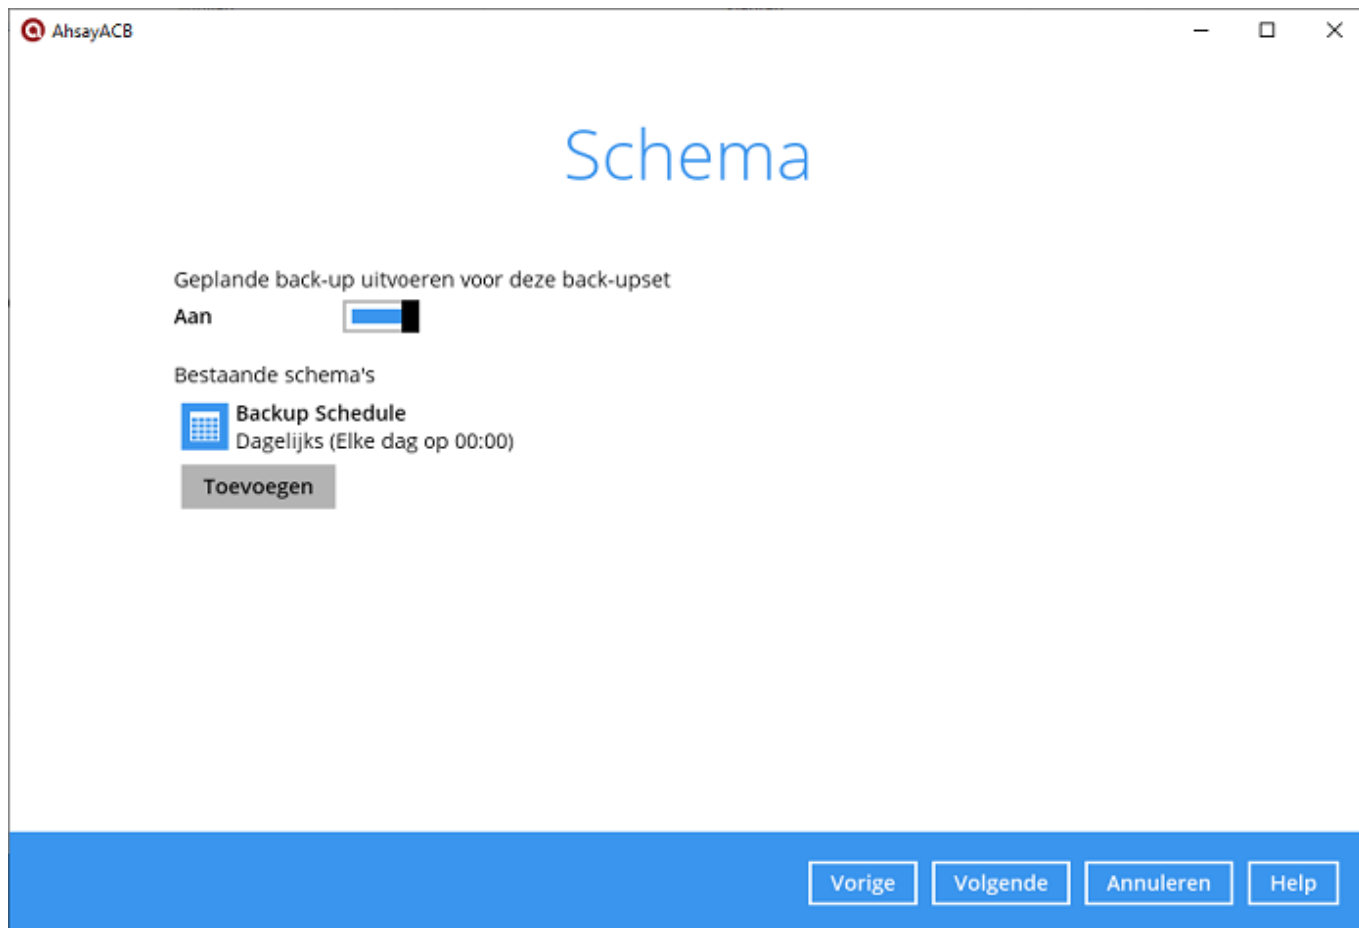 AhsayACB
Schema
Geplande back-up uitvoeren voor deze back-upset
Aan
Bestaande schema's
Backup Schedule
Dagelijks (Elke dag op 00:00)
Toevoegen
Vorige
Volgende
Annuleren
Help